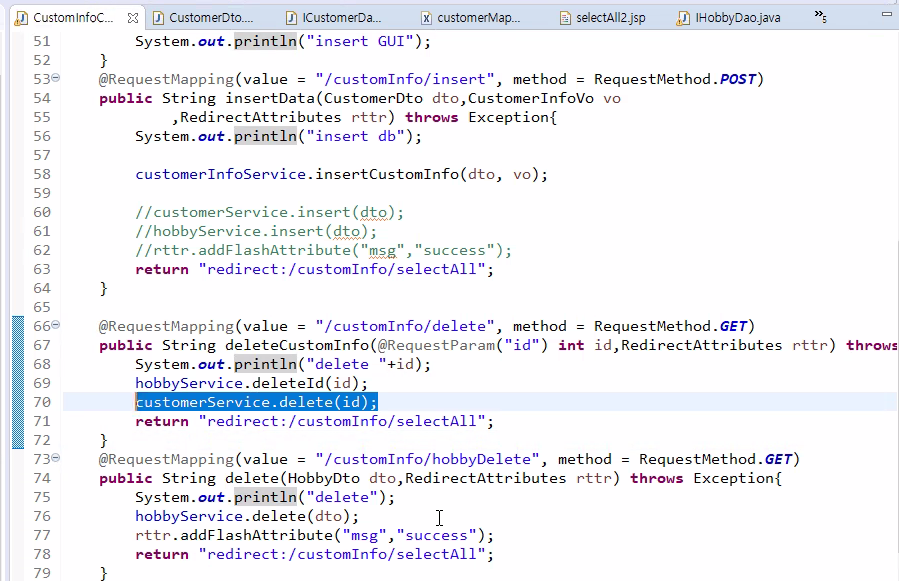 CustomInfoC...
CustomerDto....
ICustomerDa...
customerMap...
selectAll2.jsp
IHobbyDao.java
»5
51 System.out.println("insert GUI");
52 }
53 @RequestMapping(value = "/customInfo/insert", method = RequestMethod.POST)
54 public String insertData(CustomerDto dto,CustomerInfoVo vo
55 ,RedirectAttributes rttr) throws Exception{
56 System.out.println("insert db");
57
58 customerInfoService.insertCustomInfo(dto, vo);
59
60 //customerService.insert(dto);
61 //hobbyService.insert(dto);
62 //rttr.addFlashAttribute("msg","success");
63 return "redirect:/customInfo/selectAll";
64 }
65
66 @RequestMapping(value = "/customInfo/delete", method = RequestMethod.GET)
67 public String deleteCustomInfo(@RequestParam("id") int id,RedirectAttributes rttr) throws
68 System.out.println("delete "+id);
69 hobbyService.deleteId(id);
70 customerService.delete(id);
71 return "redirect:/customInfo/selectAll";
72 }
73 @RequestMapping(value = "/customInfo/hobbyDelete", method = RequestMethod.GET)
74 public String delete(HobbyDto dto,RedirectAttributes rttr) throws Exception{
75 System.out.println("delete");
76 hobbyService.delete(dto);
77 rttr.addFlashAttribute("msg","success");
78 return "redirect:/customInfo/selectAll";
79 }